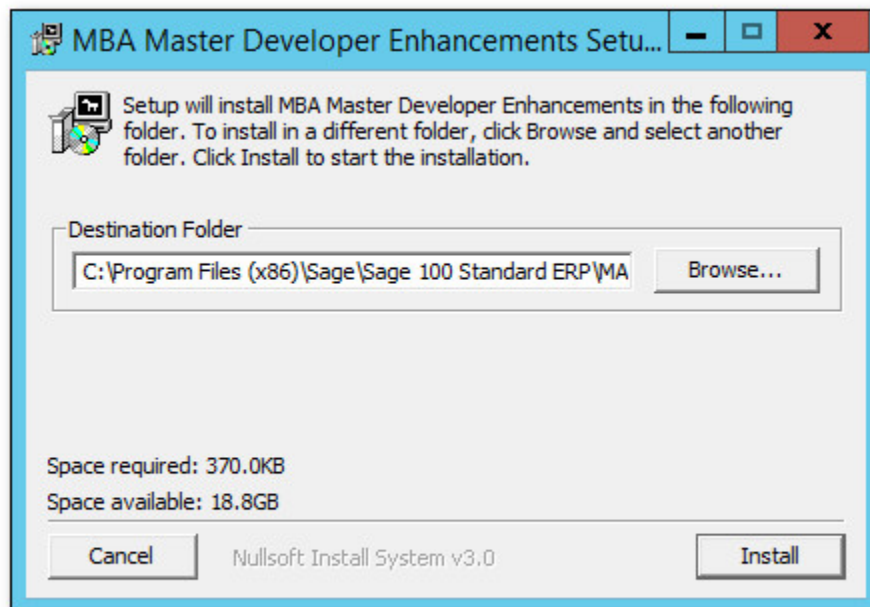 MBA Master Developer Enhancements Setu...
Setup will install MBA Master Developer Enhancements in the following
folder. To install in a different folder, click Browse and select another
folder. Click Install to start the installation.
Destination Folder
C:\Program Files (x86)\Sage\Sage 100 Standard ERP\MA
Browse...
Space required: 370.0KB
Space available: 18.8GB
Cancel
Nullsoft Install System v3.0
Install